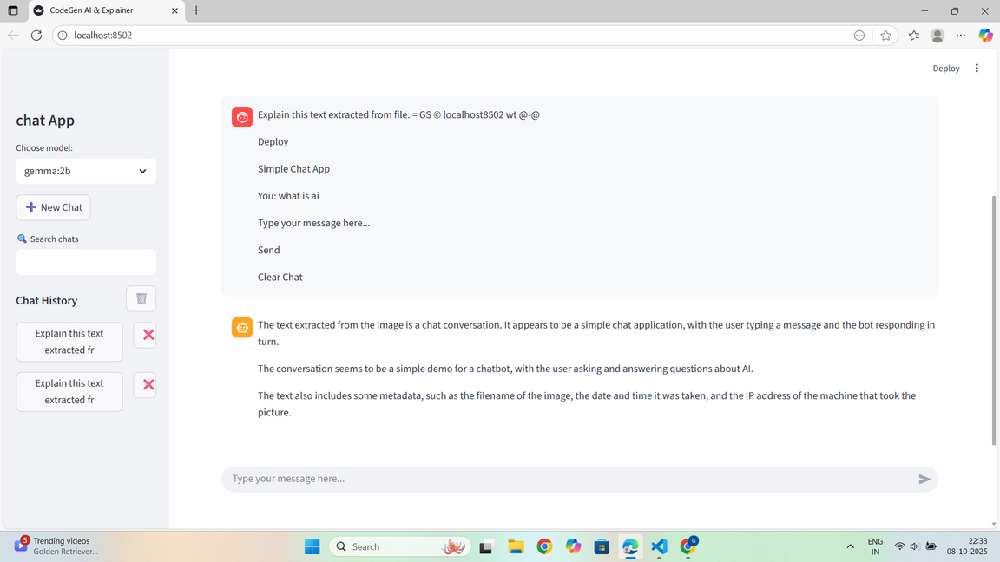 CodeGen AI & Explainer
localhost:8502
Deploy
chat App
Choose model:
gemma:2b
New Chat
Search chats
Chat History
Explain this text
extracted fr
Explain this text
extracted fr
Explain this text extracted from file: = GS © localhost8502 wt @-@
Deploy
Simple Chat App
You: what is ai
Type your message here...
Send
Clear Chat
The text extracted from the image is a chat conversation. It appears to be a simple chat application, with the user typing a message and the bot responding in
turn.
The conversation seems to be a simple demo for a chatbot, with the user asking and answering questions about AI.
The text also includes some metadata, such as the filename of the image, the date and time it was taken, and the IP address of the machine that took the
picture.
Type your message here...
5
Trending videos
Golden Retriever...
Search
G
ENG
IN
22:33
08-10-2025